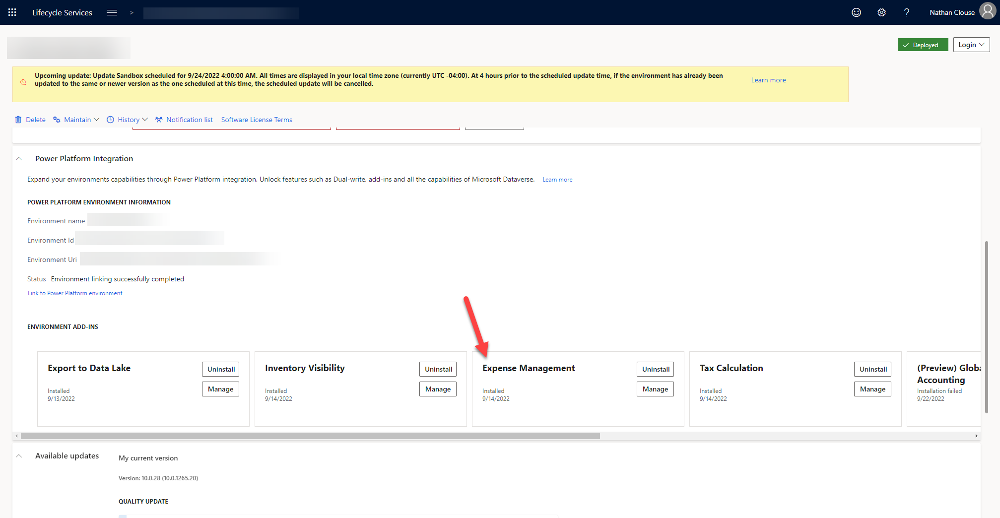 Lifecycle Services
>
?
Nathan Clouse
Deployed
Login
Upcoming update: Update Sandbox scheduled for 9/24/2022 4:00:00 AM. All times are displayed in your local time zone (currently UTC -04:00). At 4 hours prior to the scheduled update time, if the environment has already been
updated to the same or newer version as the one scheduled at this time, the scheduled update will be cancelled.
Learn more
Delete
Maintain
History
Notification list
Software License Terms
Power Platform Integration
Expand your environments capabilities through Power Platform integration. Unlock features such as Dual-write, add-ins and all the capabilities of Microsoft Dataverse. Learn more
POWER PLATFORM ENVIRONMENT INFORMATION
Environment name
Environment Id
Environment Uri
Status Environment linking successfully completed
Link to Power Platform environment
ENVIRONMENT ADD-INS
Export to Data Lake
Uninstall
Manage
Installed
9/13/2022
Inventory Visibility
Uninstall
Manage
Installed
9/14/2022
Expense Management
Uninstall
Manage
Installed
9/14/2022
Tax Calculation
Uninstall
Manage
Installed
9/14/2022
(Preview) Globa
Accounting
Installation failed
9/22/2022
Available updates
My current version
Version: 10.0.28 (10.0.1265.20)
QUALITY UPDATE